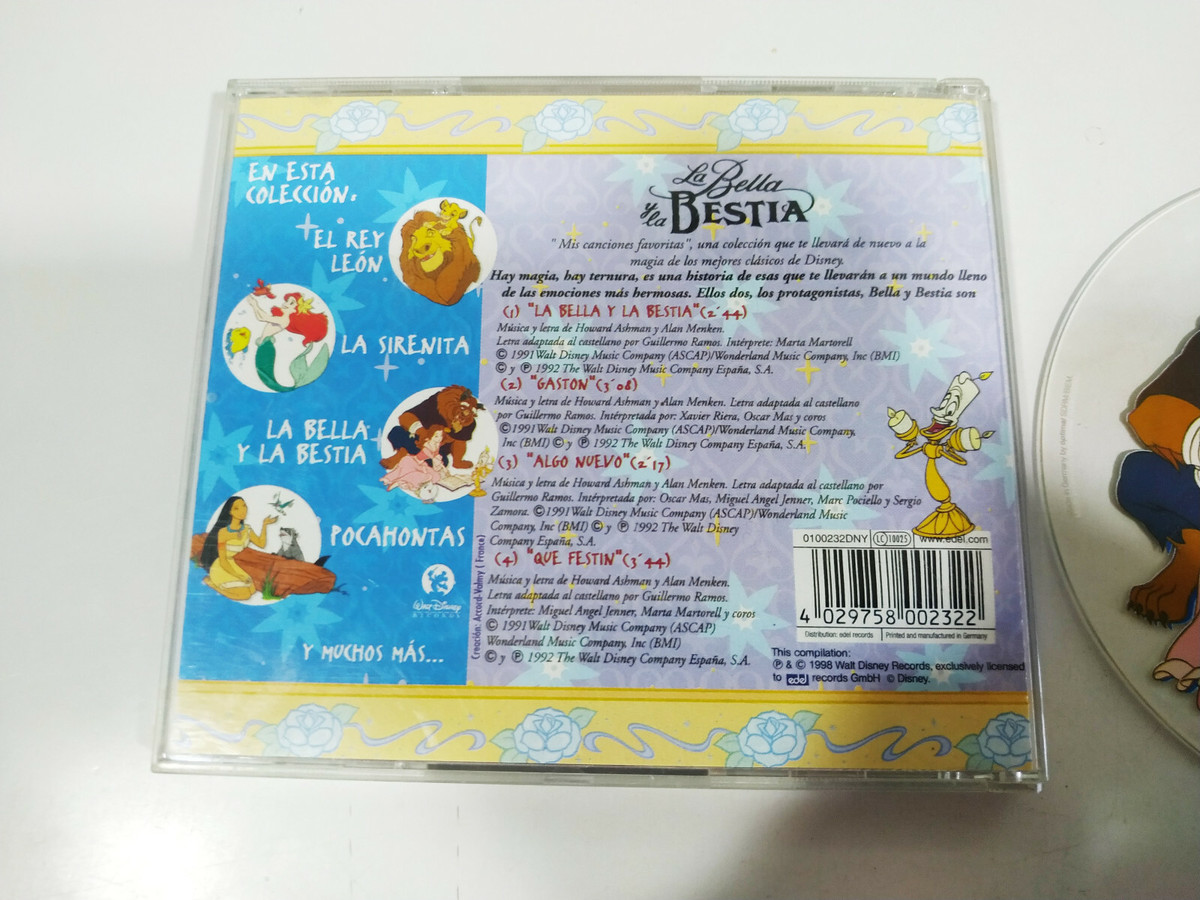 EN ESTA
COLECCIÓN:
EL REY
LEÓN
LA SIRENITA
LA BELLA
Y LA BESTIA
POCAHONTAS
Walt Disney
RECORDS
Y MUCHOS MÁS...
La Bella
y la BESTIA
"Mis canciones favoritas", una colección que te llevará de nuevo a la
magia de los mejores clásicos de Disney.
Hay magia, hay ternura, es una historia de esas que te llevarán a un mundo lleno
de las emociones más hermosas. Ellos dos, los protagonistas, Bella y Bestia son
(1) "LA BELLA Y LA BESTIA"(2´44)
Música y letra de Howard Ashman y Alan Menken.
Letra adaptada al castellano por Guillermo Ramos. Intérprete: Marta Martorell
© 1991 Walt Disney Music Company (ASCAP)/Wonderland Music Company, Inc (BMI)
© y ℗ 1992 The Walt Disney Company España, S.A.
(2) "GASTON"(3´08)
Música y letra de Howard Ashman y Alan Menken. Letra adaptada al castellano
por Guillermo Ramos. Intérpretada por: Xavier Riera, Oscar Mas y coros
©1991 Walt Disney Music Company (ASCAP)/Wonderland Music Company,
Inc (BMI) © y ℗ 1992 The Walt Disney Company España, S.A.
(3) "ALGO NUEVO"(2´17)
Música y letra de Howard Ashman y Alan Menken. Letra adaptada al castellano por
Guillermo Ramos. Intérpretada por: Oscar Mas, Miguel Angel Jenner, Marc Pociello y Sergio
Zamora. ©1991 Walt Disney Music Company (ASCAP)/Wonderland Music
Company, Inc (BMI) © y ℗ 1992 The Walt Disney
Company España, S.A.
(4) "QUE FESTIN"(3´44)
Música y letra de Howard Ashman y Alan Menken.
Letra adaptada al castellano por Guillermo Ramos.
Intérprete: Miguel Angel Jenner, Marta Martorell y coros
© 1991 Walt Disney Music Company (ASCAP)
Wonderland Music Company, Inc (BMI)
© y ℗ 1992 The Walt Disney Company España, S.A.
Creación: Accord-Valmy (Franca)
0100232DNY LC 10025 www.edel.com
4 029758 002322
Distribution: edel records Printed and manufactured in Germany
This compilation:
℗ & © 1998 Walt Disney Records, exclusively licensed
to edel records GmbH © Disney.